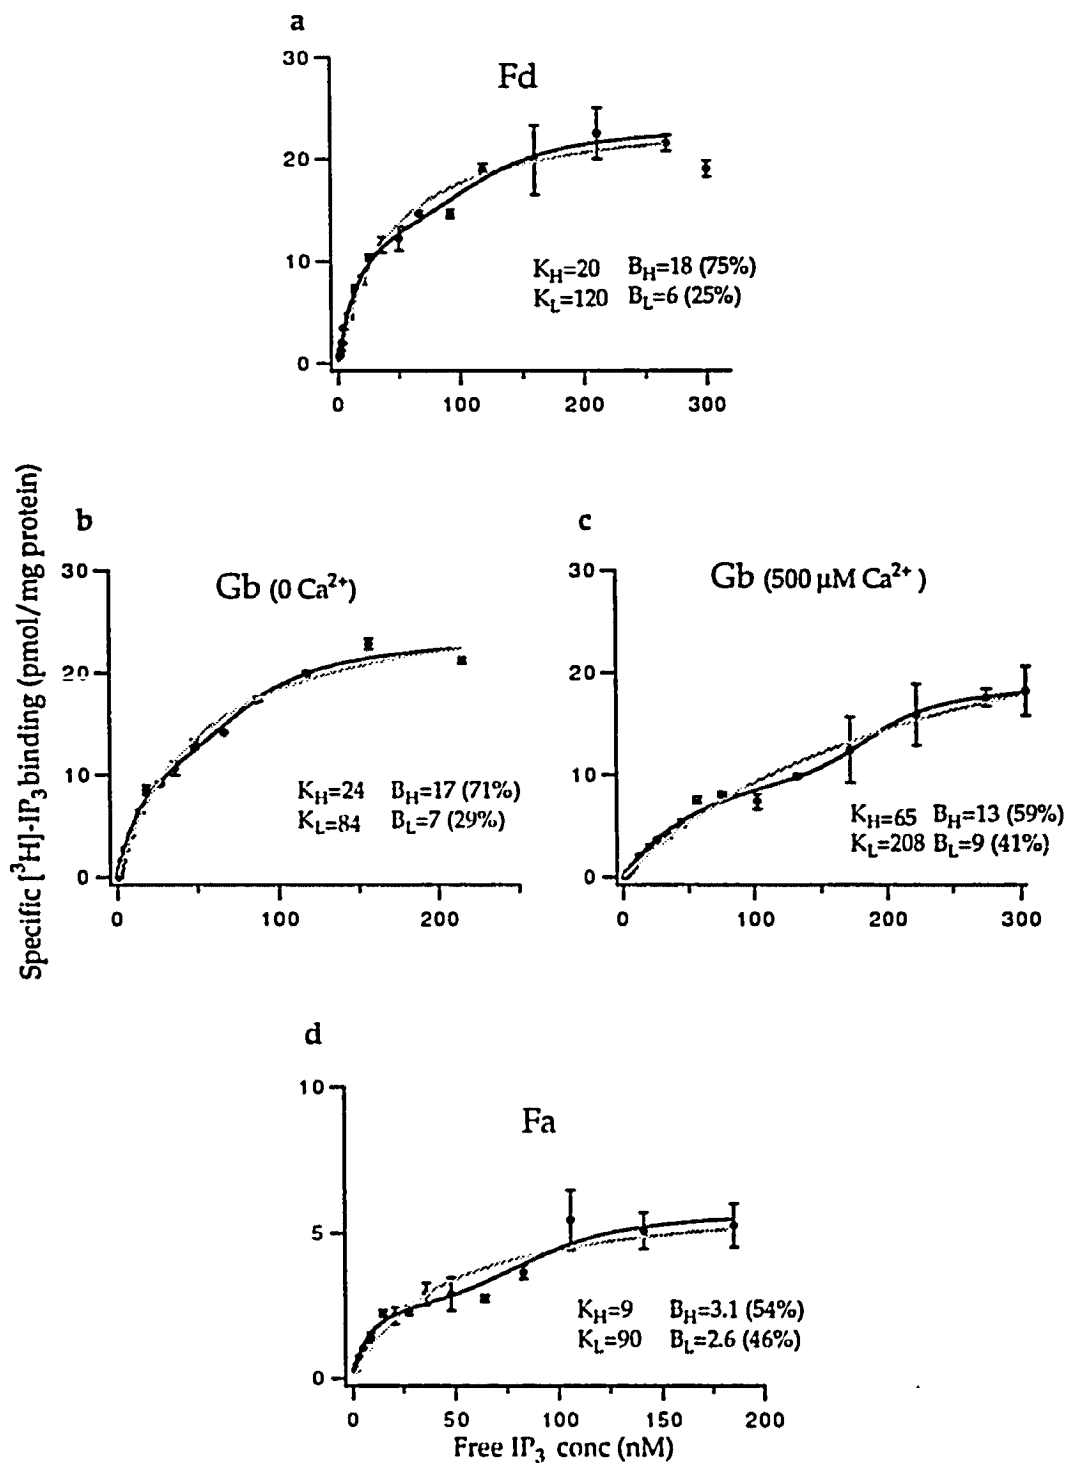 a
Fd
30
20
10
0
K_H=20 B_H=18 (75%)
K_L=120 B_L=6 (25%)
0 100 200 300
Specific [³H]-IP₃ binding (pmol/mg protein)
b
Gb (0 Ca²⁺)
30
20
10
0
K_H=24 B_H=17 (71%)
K_L=84 B_L=7 (29%)
0 100 200
c
Gb (500 µM Ca²⁺)
30
20
10
0
K_H=65 B_H=13 (59%)
K_L=208 B_L=9 (41%)
0 100 200 300
d
Fa
10
5
0
K_H=9 B_H=3.1 (54%)
K_L=90 B_L=2.6 (46%)
0 50 100 150 200
Free IP₃ conc (nM)